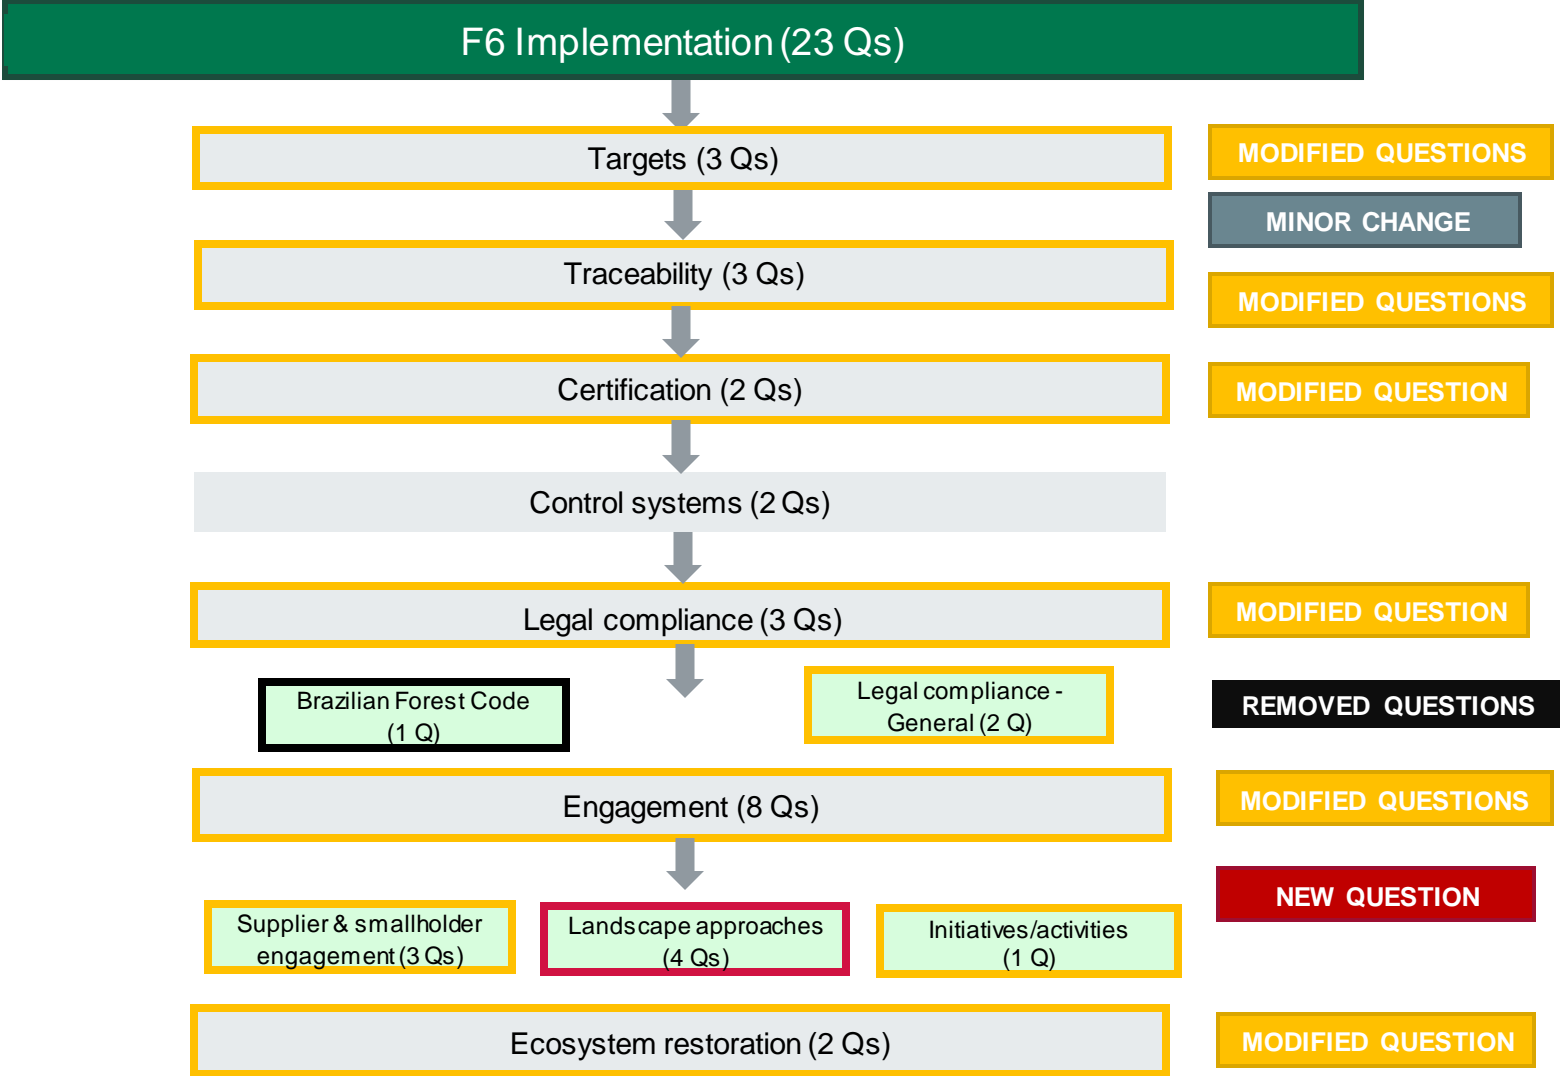 F6 Implementation (23 Qs)
Targets (3 Qs)
MODIFIED QUESTIONS
MINOR CHANGE
Traceability (3 Qs)
MODIFIED QUESTIONS
Certification (2 Qs)
MODIFIED QUESTION
Control systems (2 Qs)
Legal compliance (3 Qs)
MODIFIED QUESTION
Brazilian Forest Code
(1 Q)
Legal compliance -
General (2 Q)
REMOVED QUESTIONS
Engagement (8 Qs)
MODIFIED QUESTIONS
NEW QUESTION
Supplier & smallholder
engagement (3 Qs)
Landscape approaches
(4 Qs)
Initiatives/activities
(1 Q)
Ecosystem restoration (2 Qs)
MODIFIED QUESTION